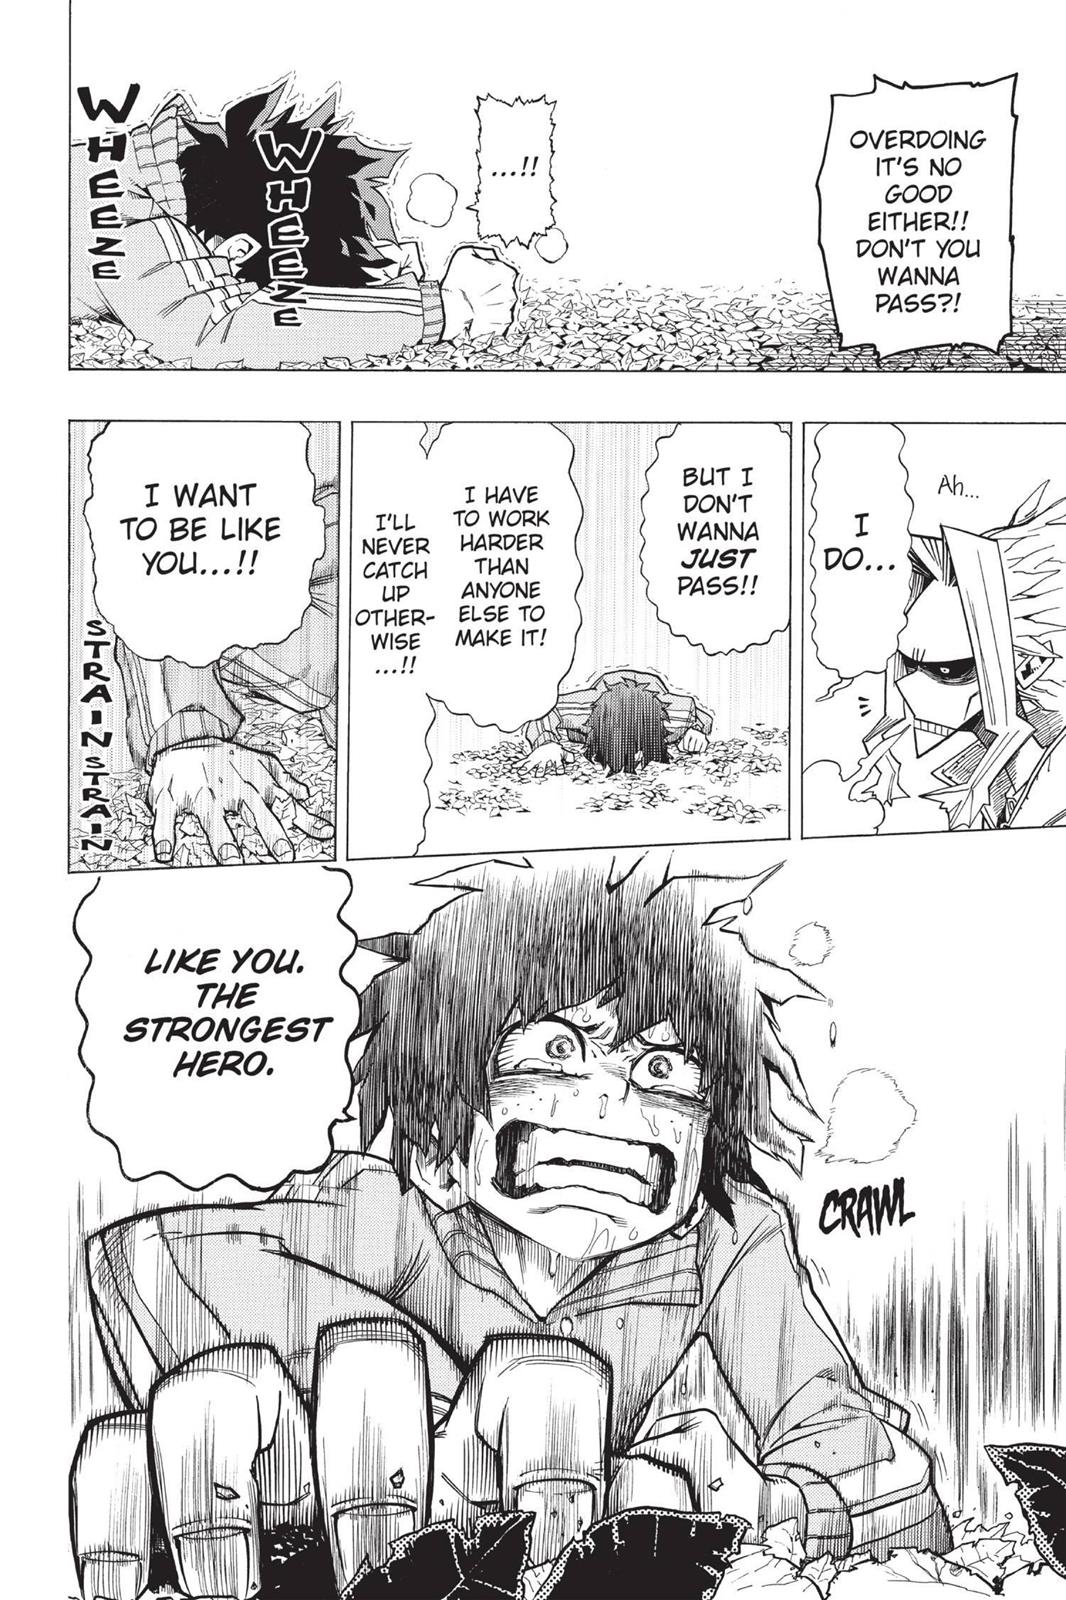 OVERDOING
IT'S NO
GOOD
EITHER!!
DON'T YOU
WANNA
PASS?!
...!!
WHEEZE
WHEEZE
Ah...
I
DO...
BUT I
DON'T
WANNA
JUST
PASS!!
I HAVE
TO WORK
HARDER
THAN
ANYONE
ELSE TO
MAKE IT!
I'LL
NEVER
CATCH
UP
OTHER-
WISE
...!!
I WANT
TO BE LIKE
YOU...!!
STRAIN STRAIN
LIKE YOU.
THE
STRONGEST
HERO.
CRAWL